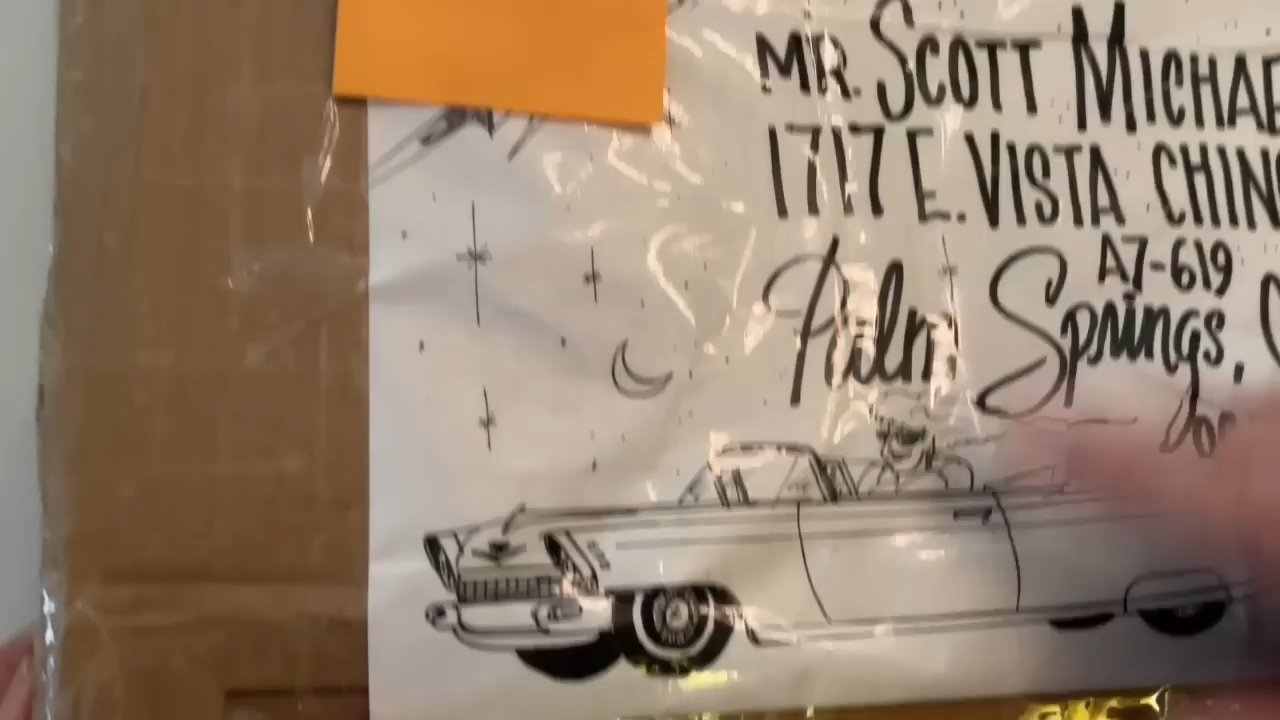 MR. SCOTT MICHAE
1717 E. VISTA CHIN
A7-619
Palm Springs, C